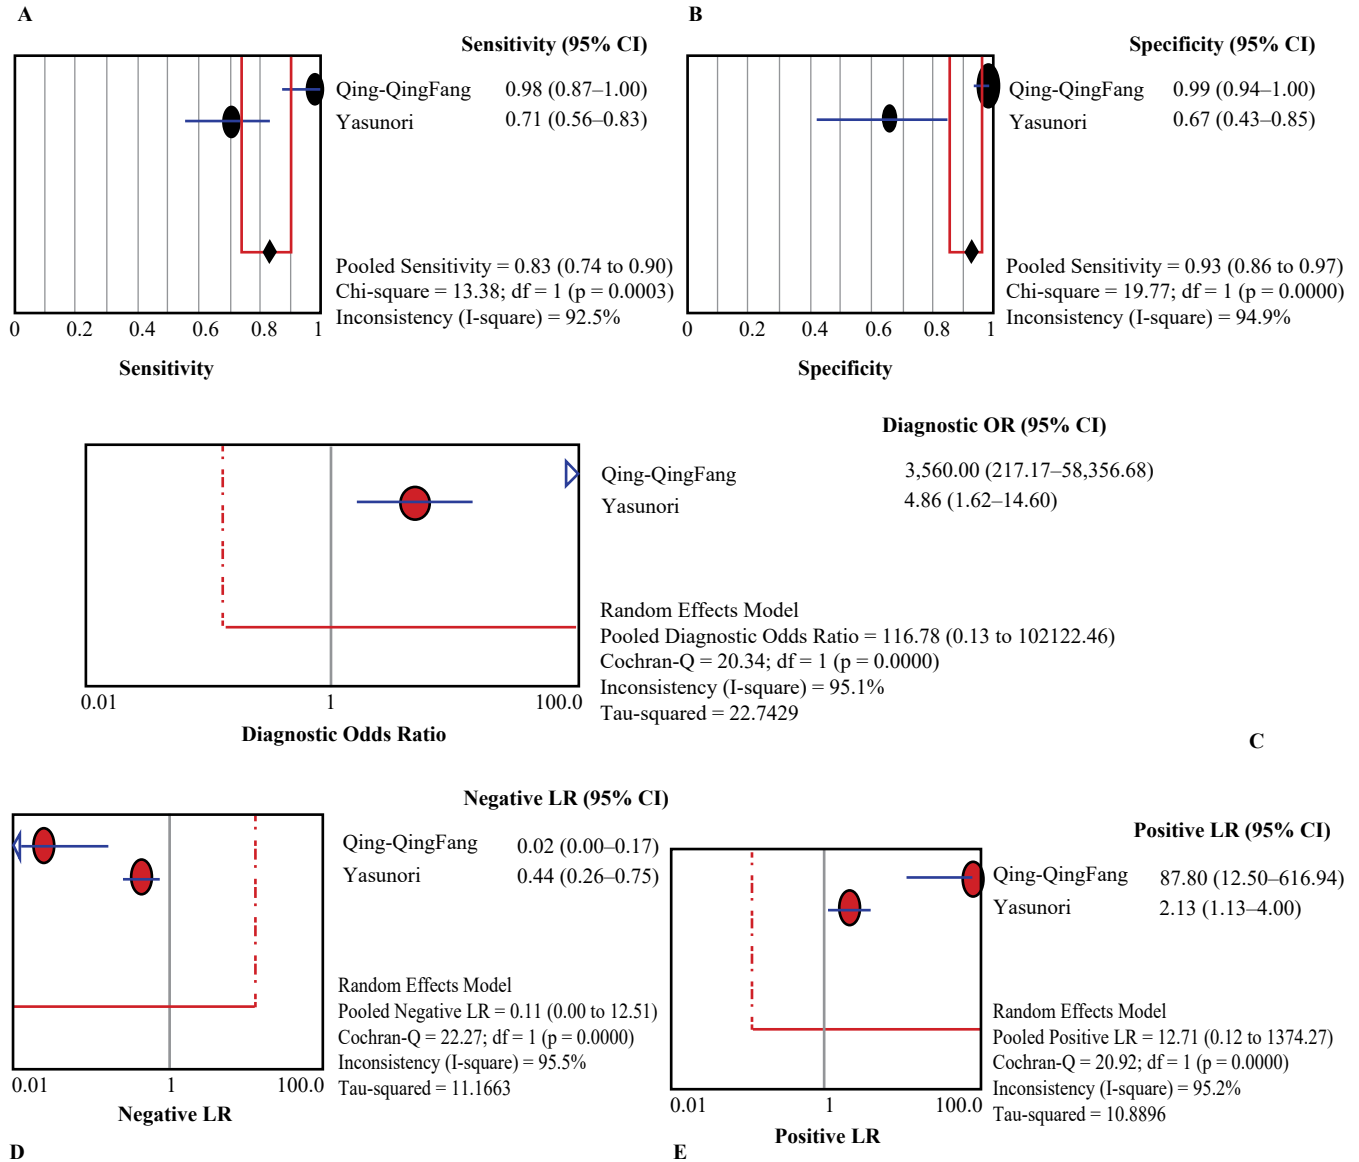 A
Sensitivity (95% CI)
Qing-QingFang 0.98 (0.87–1.00)
Yasunori 0.71 (0.56–0.83)
Pooled Sensitivity = 0.83 (0.74 to 0.90)
Chi-square = 13.38; df = 1 (p = 0.0003)
Inconsistency (I-square) = 92.5%
0 0.2 0.4 0.6 0.8 1
Sensitivity
B
Specificity (95% CI)
Qing-QingFang 0.99 (0.94–1.00)
Yasunori 0.67 (0.43–0.85)
Pooled Sensitivity = 0.93 (0.86 to 0.97)
Chi-square = 19.77; df = 1 (p = 0.0000)
Inconsistency (I-square) = 94.9%
0 0.2 0.4 0.6 0.8 1
Specificity
Diagnostic OR (95% CI)
Qing-QingFang 3,560.00 (217.17–58,356.68)
Yasunori 4.86 (1.62–14.60)
Random Effects Model
Pooled Diagnostic Odds Ratio = 116.78 (0.13 to 102122.46)
Cochran-Q = 20.34; df = 1 (p = 0.0000)
Inconsistency (I-square) = 95.1%
Tau-squared = 22.7429
0.01 1 100.0
Diagnostic Odds Ratio
C
Negative LR (95% CI)
Qing-QingFang 0.02 (0.00–0.17)
Yasunori 0.44 (0.26–0.75)
Random Effects Model
Pooled Negative LR = 0.11 (0.00 to 12.51)
Cochran-Q = 22.27; df = 1 (p = 0.0000)
Inconsistency (I-square) = 95.5%
Tau-squared = 11.1663
0.01 1 100.0
Negative LR
D
Positive LR (95% CI)
Qing-QingFang 87.80 (12.50–616.94)
Yasunori 2.13 (1.13–4.00)
Random Effects Model
Pooled Positive LR = 12.71 (0.12 to 1374.27)
Cochran-Q = 20.92; df = 1 (p = 0.0000)
Inconsistency (I-square) = 95.2%
Tau-squared = 10.8896
0.01 1 100.0
Positive LR
E